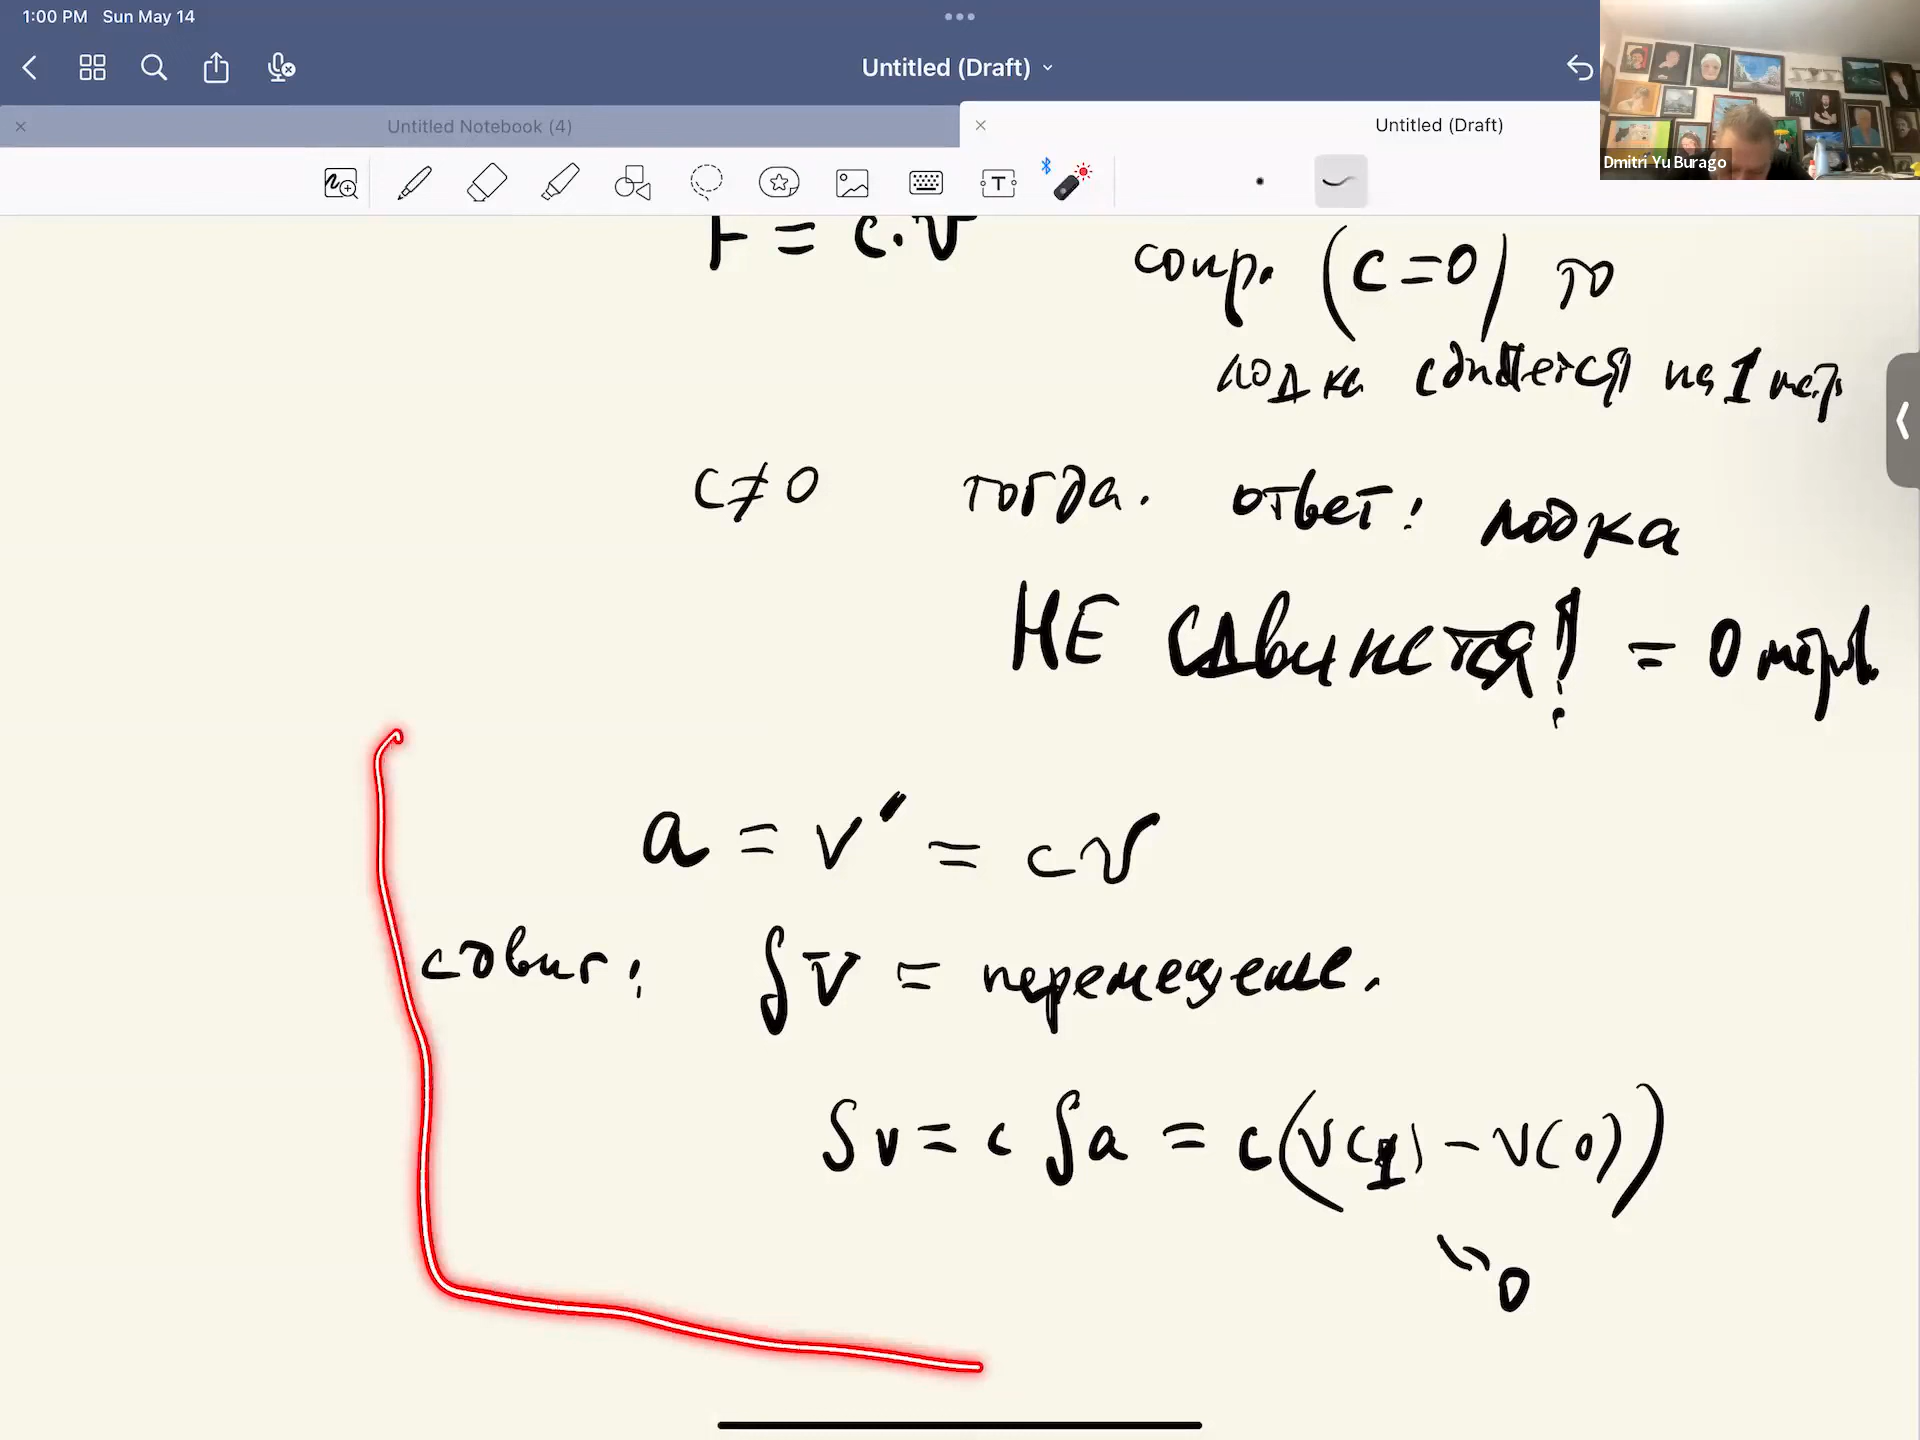 1:00 PM Sun May 14
Untitled (Draft)
Untitled Notebook (4)
Untitled (Draft)
Dmitri Yu Burago
F = c·v
сопр. (c=0) то
лодка сдвинется на 1 метр
c≠0 тогда. ответ: лодка
НЕ сдвинется! = 0 метров.
a = v' = cv
сдвиг: ∫v = перемещение.
∫v = c ∫a = c(v(1) - v(0))
= 0